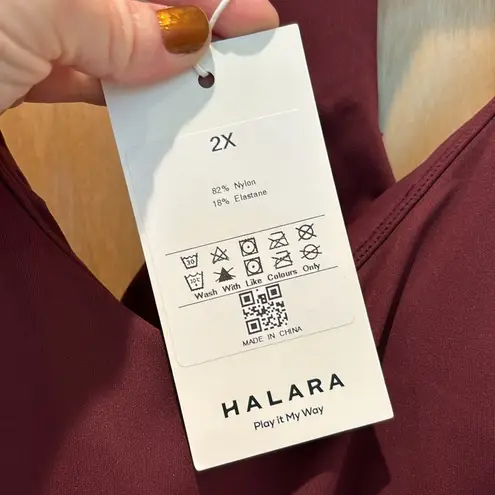 2X
82% Nylon
18% Elastane
30
30°C
Wash With Like Colours Only
MADE IN CHINA
HALARA
Play it My Way